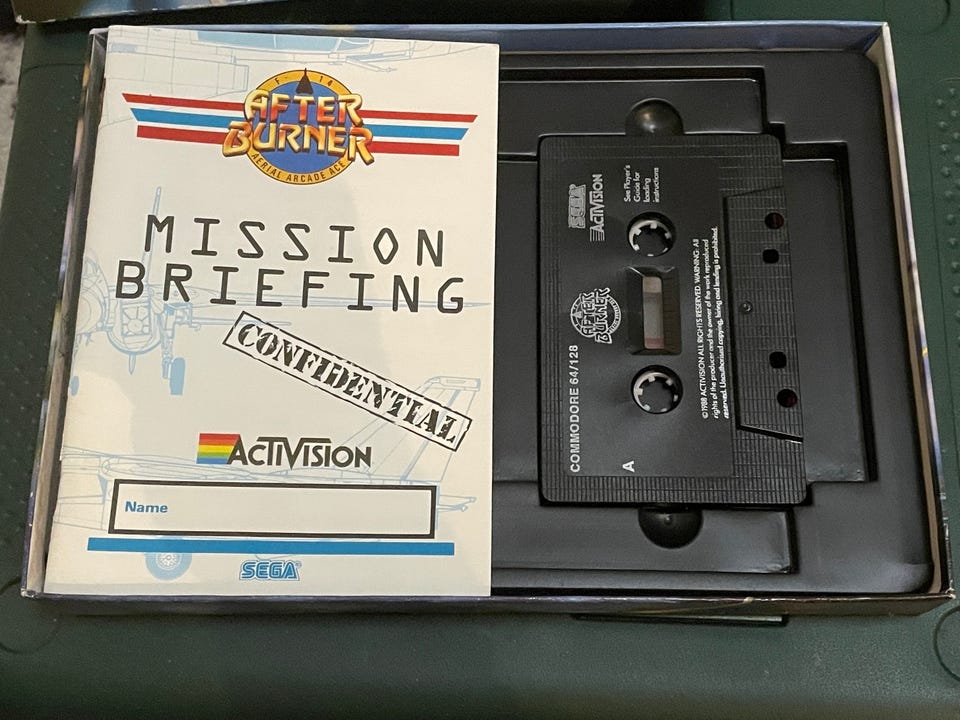 F-14
AFTER
BURNER
AERIAL ARCADE ACE
MISSION
BRIEFING
CONFIDENTIAL
ACTIVISION
Name
SEGA®
SEGA®
ACTIVISION
See Player's
Guide for
loading
instructions
AFTER
BURNER
COMMODORE 64/128
A
©1988 ACTIVISION ALL RIGHTS RESERVED. WARNING: All
rights of the producer and the owner of the work reproduced
reserved. Unauthorised copying, hiring and lending is prohibited.